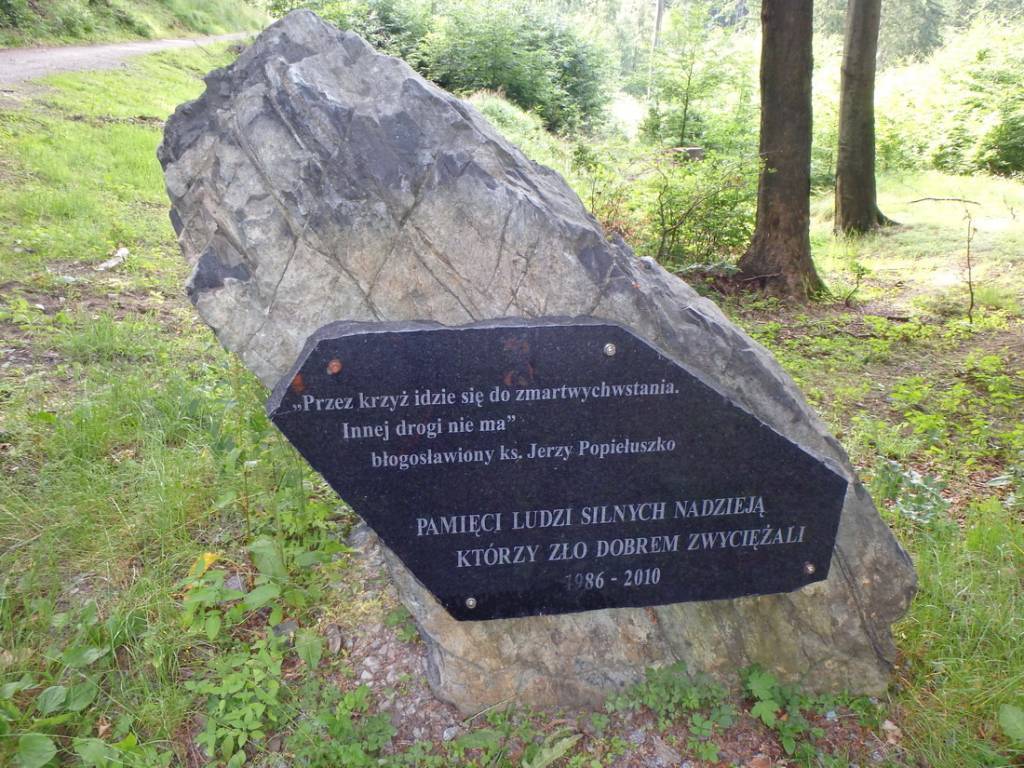 „Przez krzyż idzie się do zmartwychwstania.
Innej drogi nie ma”
błogosławiony ks. Jerzy Popiełuszko
PAMIĘCI LUDZI SILNYCH NADZIEJĄ
KTÓRZY ZŁO DOBREM ZWYCIĘŻALI
1986 - 2010